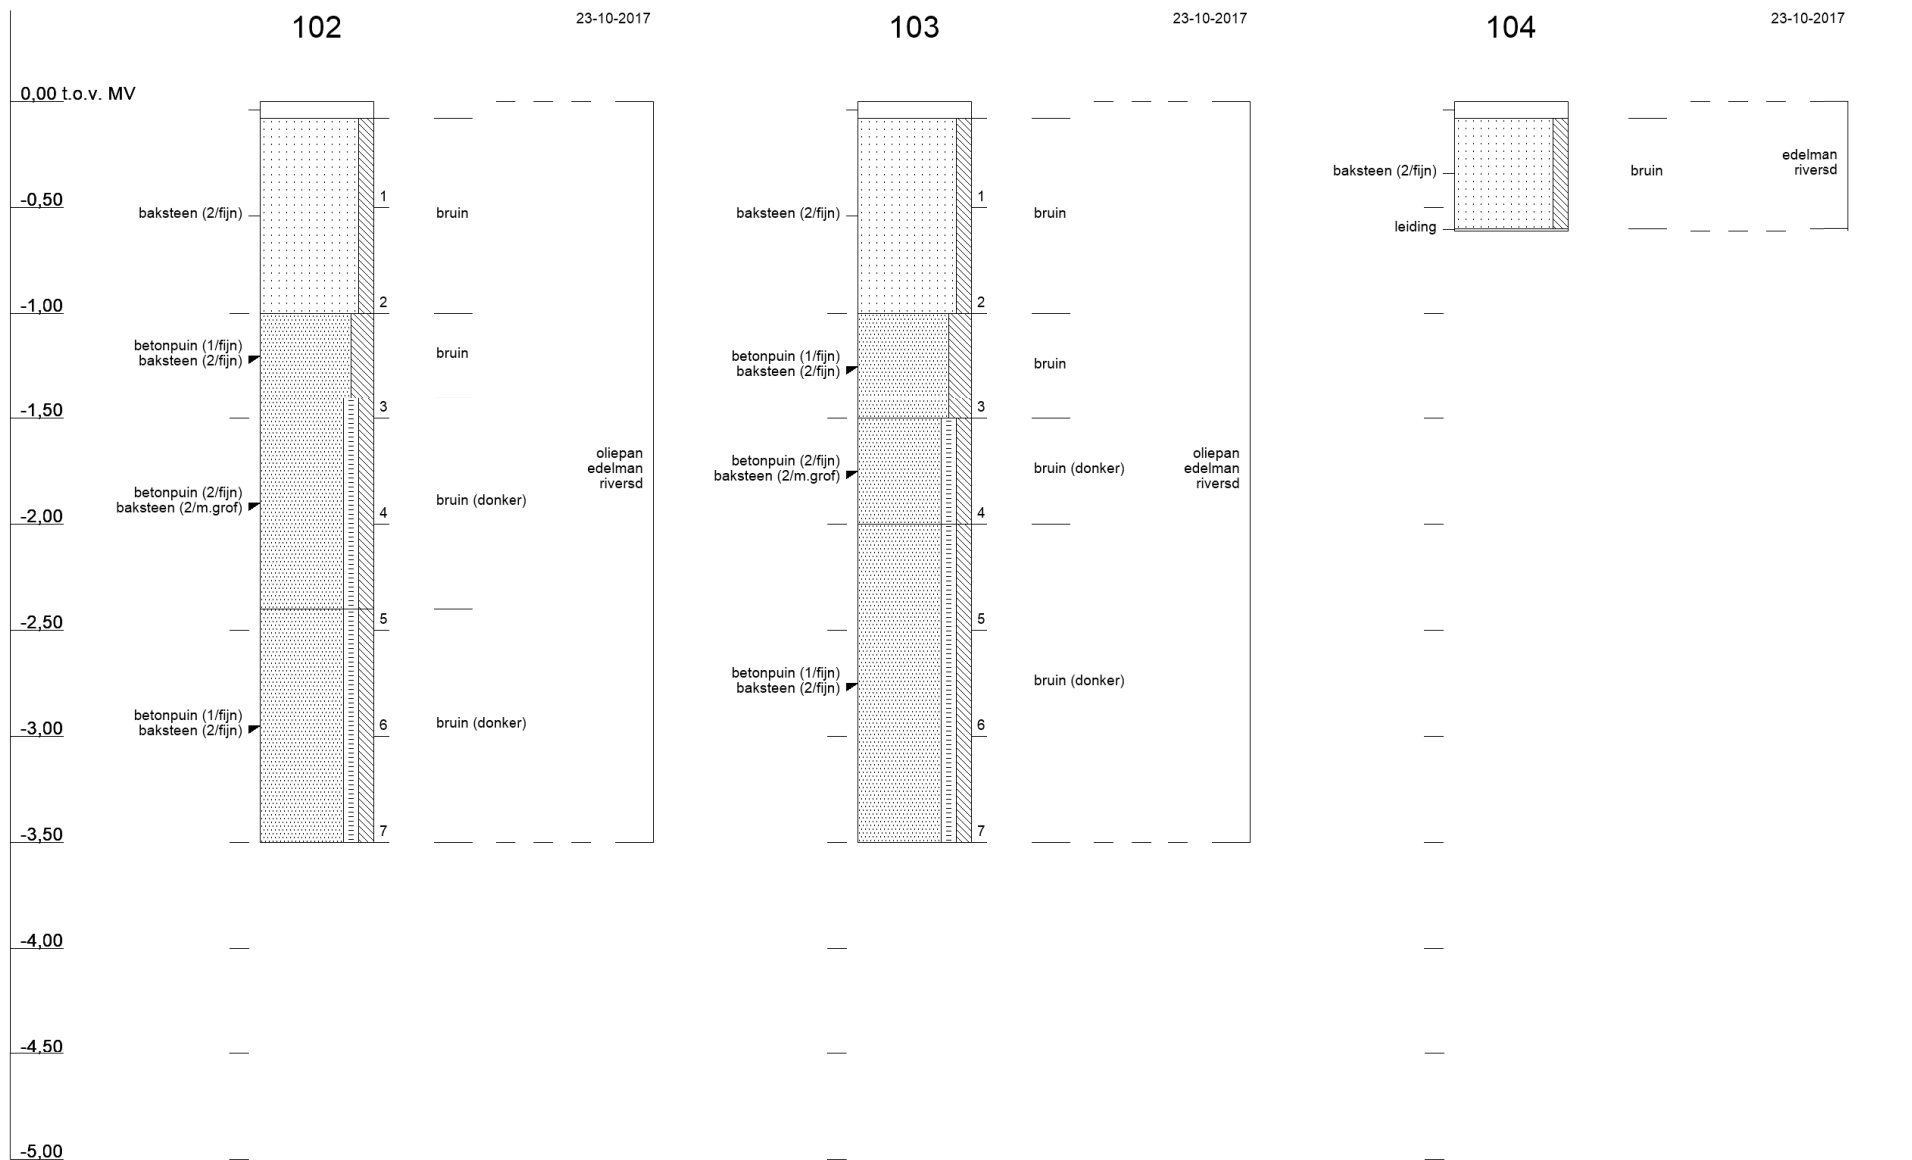 102
23-10-2017
103
23-10-2017
104
23-10-2017
0,00 t.o.v. MV
-0,50
-1,00
-1,50
-2,00
-2,50
-3,00
-3,50
-4,00
-4,50
-5,00
baksteen (2/fijn)
betonpuin (1/fijn)
baksteen (2/fijn)
betonpuin (2/fijn)
baksteen (2/m.grof)
betonpuin (1/fijn)
baksteen (2/fijn)
1
2
3
4
5
6
7
bruin
bruin
bruin (donker)
bruin (donker)
oliepan
edelman
riversd
baksteen (2/fijn)
betonpuin (1/fijn)
baksteen (2/fijn)
betonpuin (2/fijn)
baksteen (2/m.grof)
betonpuin (1/fijn)
baksteen (2/fijn)
1
2
3
4
5
6
7
bruin
bruin
bruin (donker)
bruin (donker)
oliepan
edelman
riversd
baksteen (2/fijn)
leiding
bruin
edelman
riversd